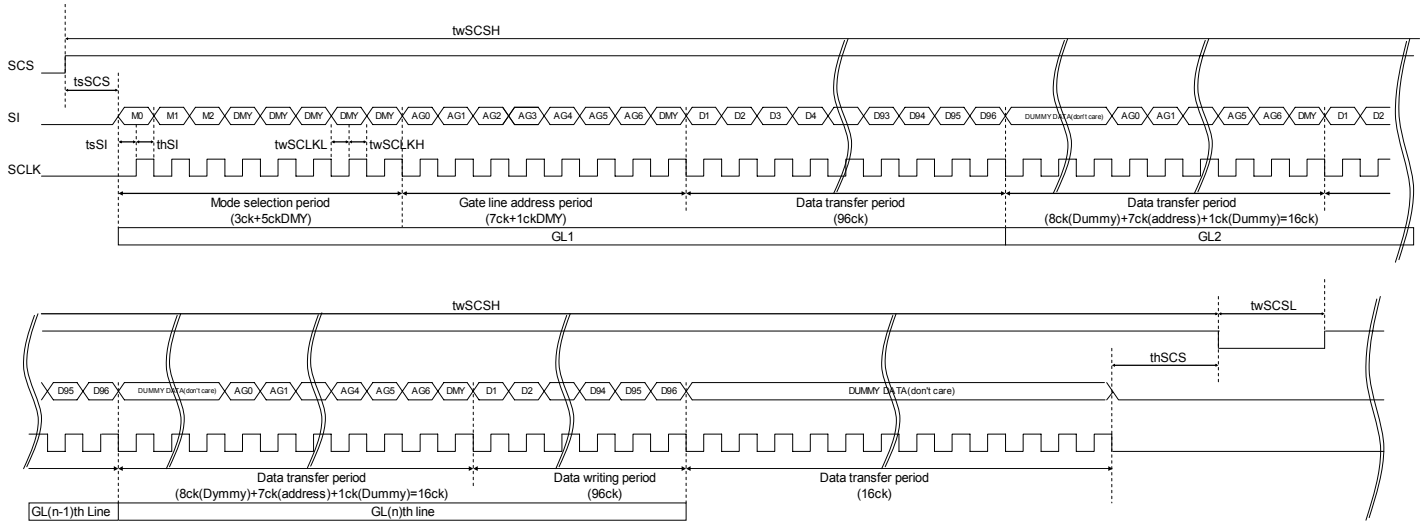 twSCSH
SCS
tsSCS
SI M0 M1 M2 DMY DMY DMY DMY DMY AG0 AG1 AG2 AG3 AG4 AG5 AG6 DMY D1 D2 D3 D4 D93 D94 D95 D96 DUMMY DATA(don't care) AG0 AG1 AG5 AG6 DMY D1 D2
tsSI thSI twSCLKL twSCLKH
SCLK
Mode selection period Gate line address period Data transfer period Data transfer period
(3ck+5ckDMY) (7ck+1ckDMY) (96ck) (8ck(Dummy)+7ck(address)+1ck(Dummy)=16ck)
GL1 GL2
twSCSH twSCSL
thSCS
D95 D96 DUMMY DATA(don't care) AG0 AG1 AG4 AG5 AG6 DMY D1 D2 D94 D95 D96 DUMMY DATA(don't care)
Data transfer period Data writing period Data transfer period
(8ck(Dymmy)+7ck(address)+1ck(Dummy)=16ck) (96ck) (16ck)
GL(n-1)th Line GL(n)th line